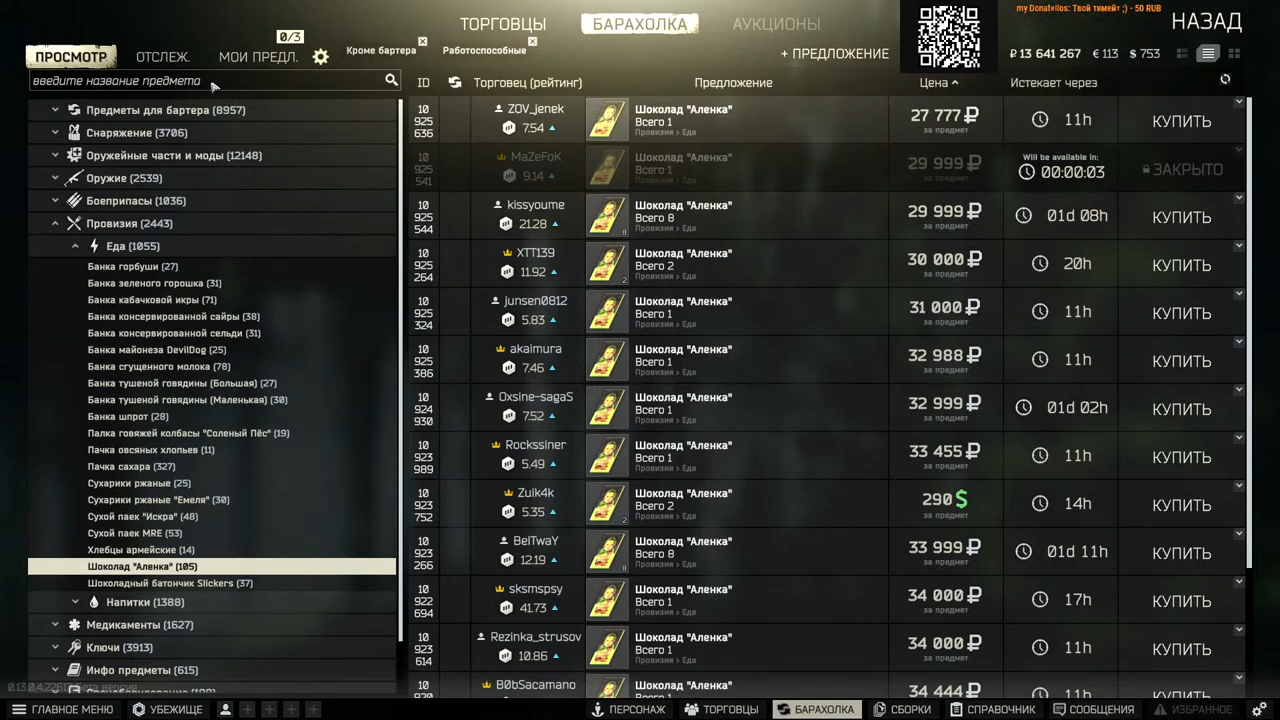 my Donatellos: Твой тимейт ;) - 50 RUB
ТОРГОВЦЫ БАРАХОЛКА АУКЦИОНЫ НАЗАД
0/3
ПРОСМОТР ОТСЛЕЖ. МОИ ПРЕДЛ. Кроме бартера Работоспособные + ПРЕДЛОЖЕНИЕ ₽ 13 641 267 € 113 $ 753
введите название предмета
ID Торговец (рейтинг) Предложение Цена Истекает через
Предметы для бартера (8957)
Снаряжение (3706)
Оружейные части и моды (12148)
Оружие (2539)
Боеприпасы (1036)
Провизия (2443)
Еда (1055)
Банка горбуши (27)
Банка зеленого горошка (31)
Банка кабачковой икры (71)
Банка консервированной сайры (38)
Банка консервированной сельди (31)
Банка майонеза DevilDog (25)
Банка сгущенного молока (78)
Банка тушеной говядины (Большая) (27)
Банка тушеной говядины (Маленькая) (30)
Банка шпрот (28)
Палка говяжей колбасы "Соленый Пёс" (19)
Пачка овсяных хлопьев (11)
Пачка сахара (327)
Сухарики ржаные (25)
Сухарики ржаные "Емеля" (30)
Сухой паек "Искра" (48)
Сухой паек MRE (53)
Хлебцы армейские (14)
Шоколад "Аленка" (105)
Шоколадный батончик Slickers (37)
Напитки (1388)
Медикаменты (1627)
Ключи (3913)
Инфо предметы (615)
10 925 636 ZOV_jenek 7.54 Шоколад "Аленка" Всего 1 Провизия > Еда 27 777 ₽ за предмет 11h КУПИТЬ
10 925 541 MaZeFoK 9.14 Шоколад "Аленка" Всего 1 Провизия > Еда 29 999 ₽ за предмет Will be available in: 00:00:03 ЗАКРЫТО
10 925 544 kissyoume 21.28 Шоколад "Аленка" Всего 8 Провизия > Еда 8 29 999 ₽ за предмет 01d 08h КУПИТЬ
10 925 264 XTT139 11.92 Шоколад "Аленка" Всего 2 Провизия > Еда 2 30 000 ₽ за предмет 20h КУПИТЬ
10 925 324 junsen0812 5.83 Шоколад "Аленка" Всего 1 Провизия > Еда 31 000 ₽ за предмет 11h КУПИТЬ
10 925 386 akaimura 7.46 Шоколад "Аленка" Всего 1 Провизия > Еда 32 988 ₽ за предмет 11h КУПИТЬ
10 924 930 Oxsine-sagaS 7.52 Шоколад "Аленка" Всего 1 Провизия > Еда 32 999 ₽ за предмет 01d 02h КУПИТЬ
10 923 989 Rockssiner 5.49 Шоколад "Аленка" Всего 1 Провизия > Еда 33 455 ₽ за предмет 11h КУПИТЬ
10 923 752 Zuik4k 5.35 Шоколад "Аленка" Всего 2 Провизия > Еда 2 290 $ за предмет 14h КУПИТЬ
10 923 266 BelTwaY 12.19 Шоколад "Аленка" Всего 8 Провизия > Еда 8 33 999 ₽ за предмет 01d 11h КУПИТЬ
10 922 694 sksmspsy 41.73 Шоколад "Аленка" Всего 1 Провизия > Еда 34 000 ₽ за предмет 17h КУПИТЬ
10 923 614 Rezinka_strusov 10.86 Шоколад "Аленка" Всего 1 Провизия > Еда 34 000 ₽ за предмет 11h КУПИТЬ
10 B0bSacamano Шоколад "Аленка" Всего 1 34 444 ₽ 11h КУПИТЬ
ГЛАВНОЕ МЕНЮ УБЕЖИЩЕ ПЕРСОНАЖ ТОРГОВЦЫ БАРАХОЛКА СБОРКИ СПРАВОЧНИК СООБЩЕНИЯ ИЗБРАННОЕ